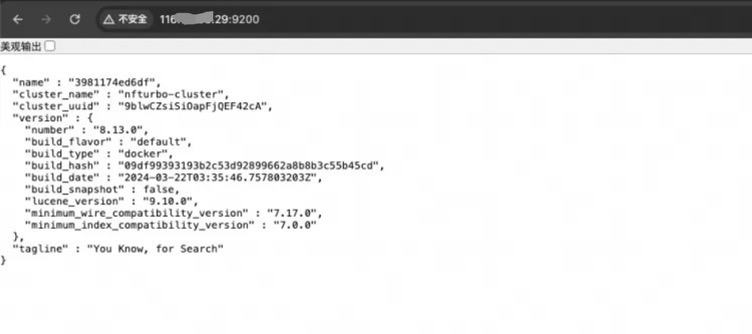 不安全 116 .29:9200
美观输出
{
"name" : "3981174ed6df",
"cluster_name" : "nfturbo-cluster",
"cluster_uuid" : "9blwCZsiSiOapFjQEF42cA",
"version" : {
"number" : "8.13.0",
"build_flavor" : "default",
"build_type" : "docker",
"build_hash" : "09df99393193b2c53d92899662a8b8b3c55b45cd",
"build_date" : "2024-03-22T03:35:46.757803203Z",
"build_snapshot" : false,
"lucene_version" : "9.10.0",
"minimum_wire_compatibility_version" : "7.17.0",
"minimum_index_compatibility_version" : "7.0.0"
},
"tagline" : "You Know, for Search"
}